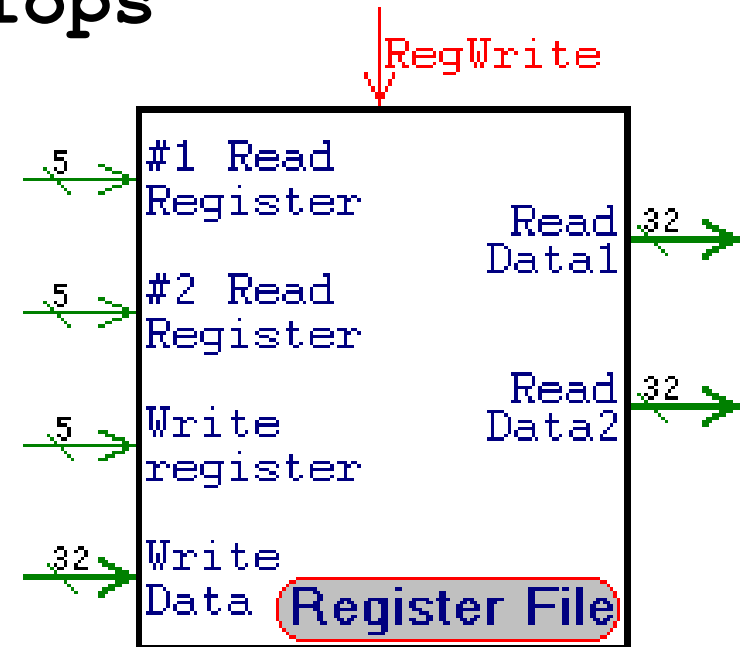 RegWrite
5
#1 Read
Register
Read
Data1
32
5
#2 Read
Register
Read
Data2
32
5
Write
register
32
Write
Data
Register File